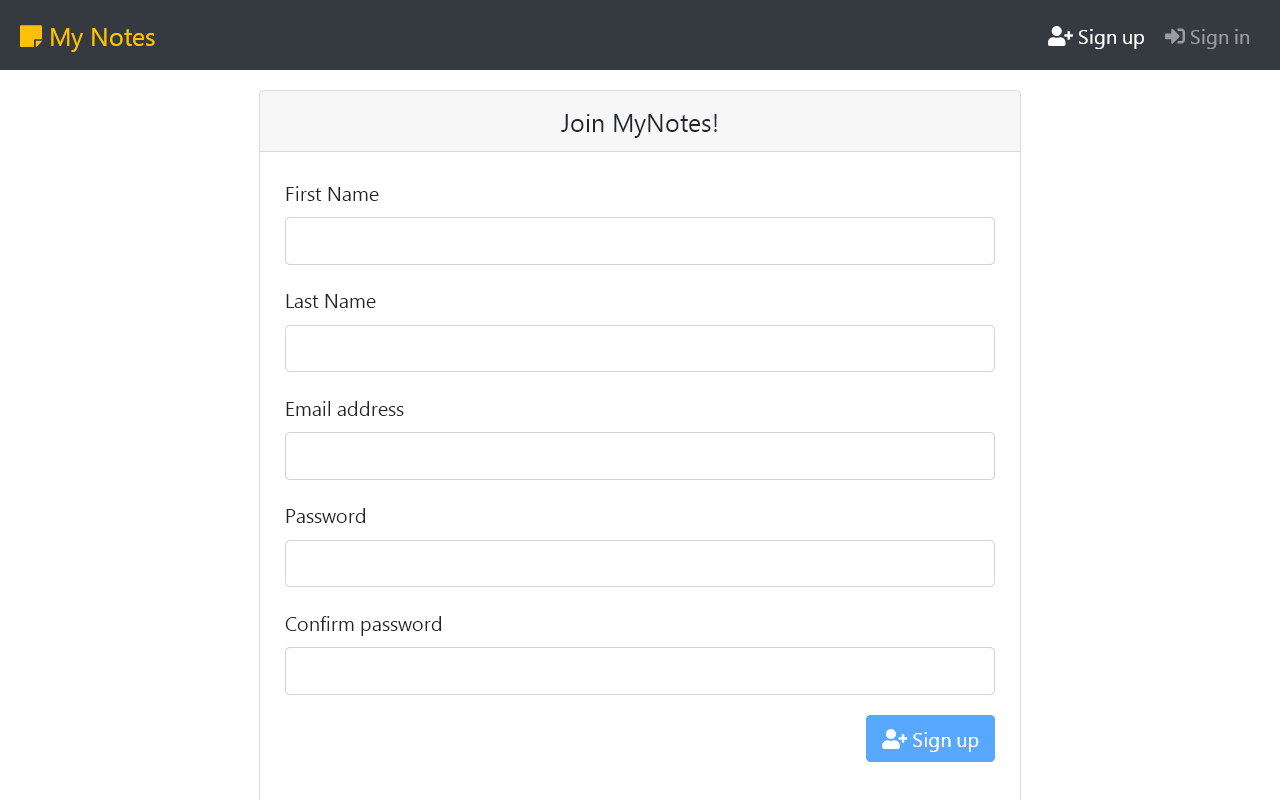 My Notes
Sign up
Sign in
Join MyNotes!
First Name
Last Name
Email address
Password
Confirm password
Sign up